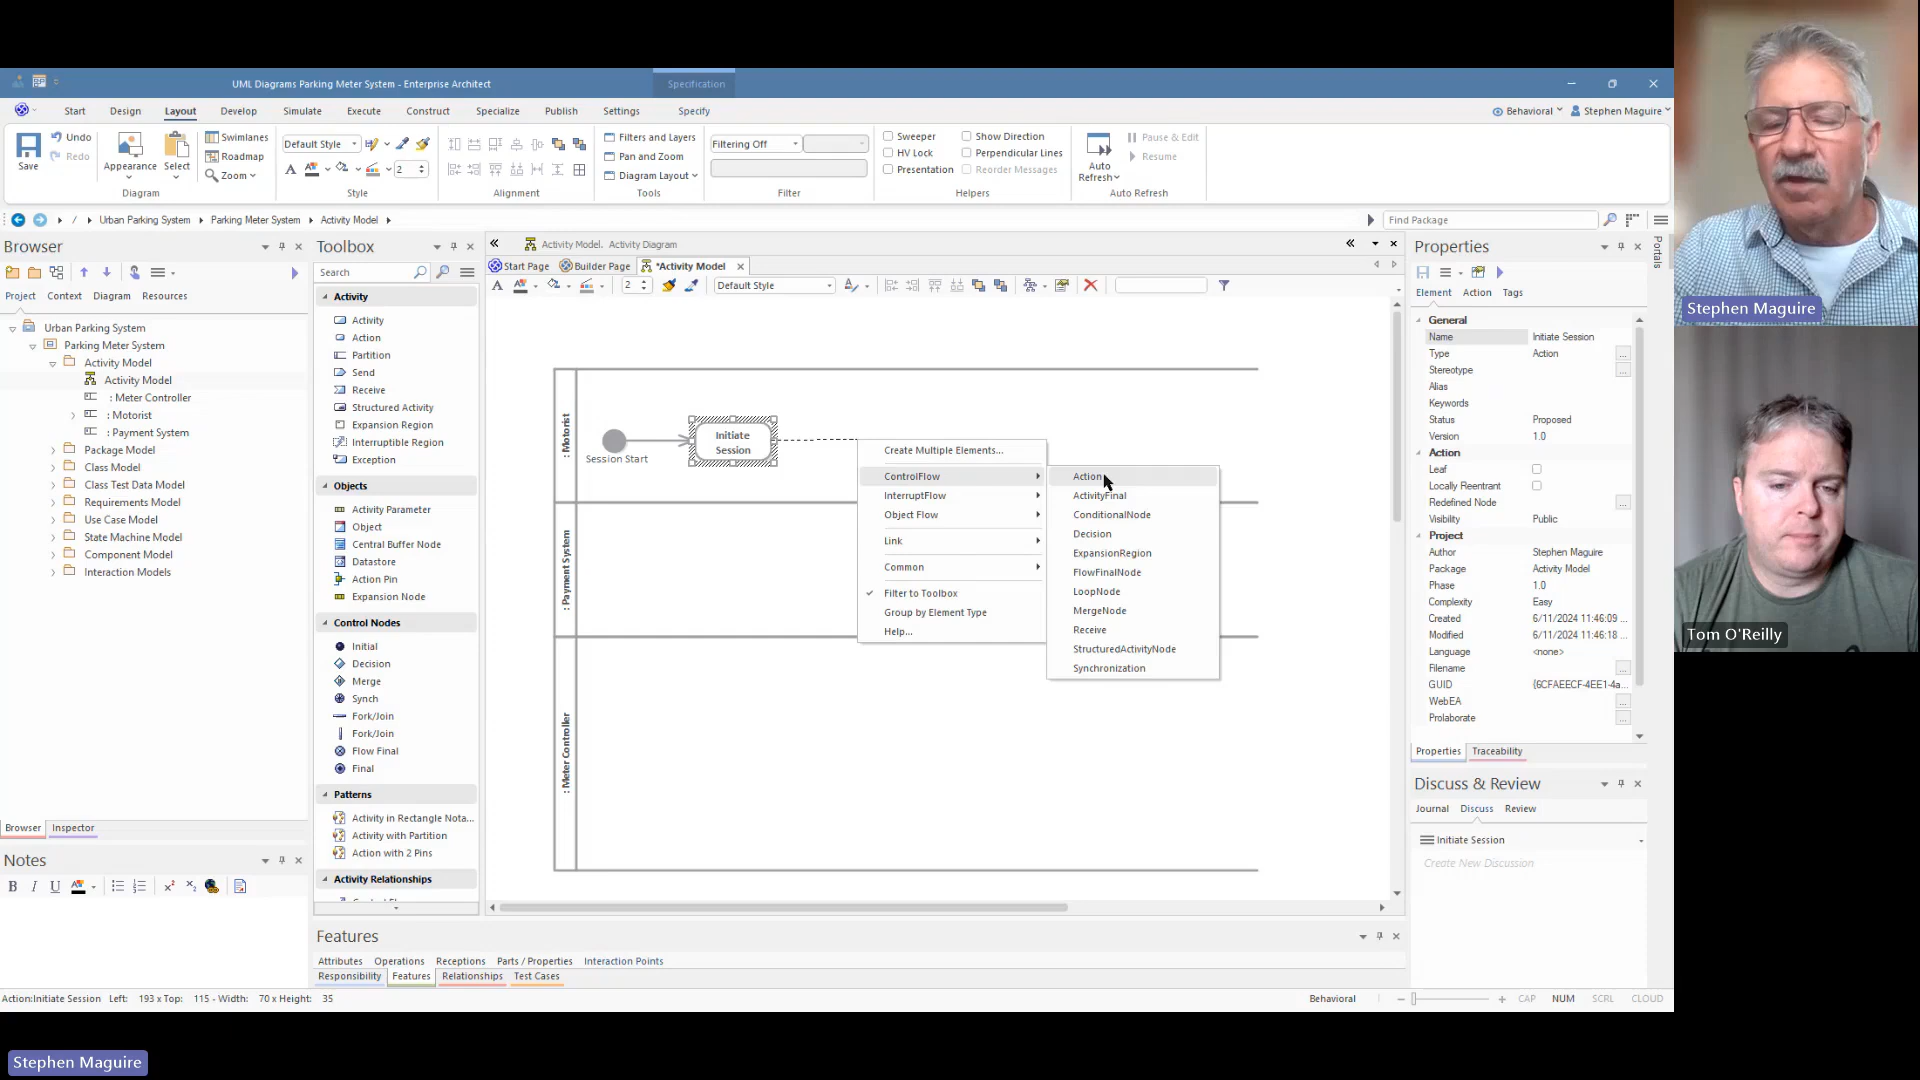 UML Diagrams Parking Meter System - Enterprise Architect
Specification
Start Design Layout Develop Simulate Execute Construct Specialize Publish Settings Specify
Behavioral Stephen Maguire
Save
Undo
Redo
Appearance
Select
Swimlanes
Roadmap
Zoom
Diagram
Default Style
2
Style
Alignment
Filters and Layers
Pan and Zoom
Diagram Layout
Tools
Filtering Off
Filter
Sweeper
HV Lock
Presentation
Show Direction
Perpendicular Lines
Reorder Messages
Helpers
Auto
Refresh
Pause & Edit
Resume
Auto Refresh
/ Urban Parking System Parking Meter System Activity Model
Find Package
Portals
Browser
Project Context Diagram Resources
Urban Parking System
Parking Meter System
Activity Model
Activity Model
: Meter Controller
: Motorist
: Payment System
Package Model
Class Model
Class Test Data Model
Requirements Model
Use Case Model
State Machine Model
Component Model
Interaction Models
Browser Inspector
Notes
B I U A
Toolbox
Search
Activity
Activity
Action
Partition
Send
Receive
Structured Activity
Expansion Region
Interruptible Region
Exception
Objects
Activity Parameter
Object
Central Buffer Node
Datastore
Action Pin
Expansion Node
Control Nodes
Initial
Decision
Merge
Synch
Fork/Join
Fork/Join
Flow Final
Final
Patterns
Activity in Rectangle Nota...
Activity with Partition
Action with 2 Pins
Activity Relationships
Activity Model. Activity Diagram
Start Page Builder Page *Activity Model
2
Default Style
: Motorist
Session Start
Initiate
Session
: Payment System
: Meter Controller
Create Multiple Elements...
ControlFlow
InterruptFlow
Object Flow
Link
Common
Filter to Toolbox
Group by Element Type
Help...
Action
ActivityFinal
ConditionalNode
Decision
ExpansionRegion
FlowFinalNode
LoopNode
MergeNode
Receive
StructuredActivityNode
Synchronization
Features
Attributes Operations Receptions Parts / Properties Interaction Points
Responsibility Features Relationships Test Cases
Properties
Element Action Tags
General
Name Initiate Session
Type Action
Stereotype
Alias
Keywords
Status Proposed
Version 1.0
Action
Leaf
Locally Reentrant
Redefined Node
Visibility Public
Project
Author Stephen Maguire
Package Activity Model
Phase 1.0
Complexity Easy
Created 6/11/2024 11:46:09 ...
Modified 6/11/2024 11:46:18 ...
Language <none>
Filename
GUID {6CFAEECF-4EE1-4a...
WebEA
Prolaborate
Properties Traceability
Discuss & Review
Journal Discuss Review
Initiate Session
Create New Discussion
Action:Initiate Session Left: 193 x Top: 115 - Width: 70 x Height: 35
Behavioral
CAP NUM SCRL CLOUD
Stephen Maguire
Tom O'Reilly
Stephen Maguire